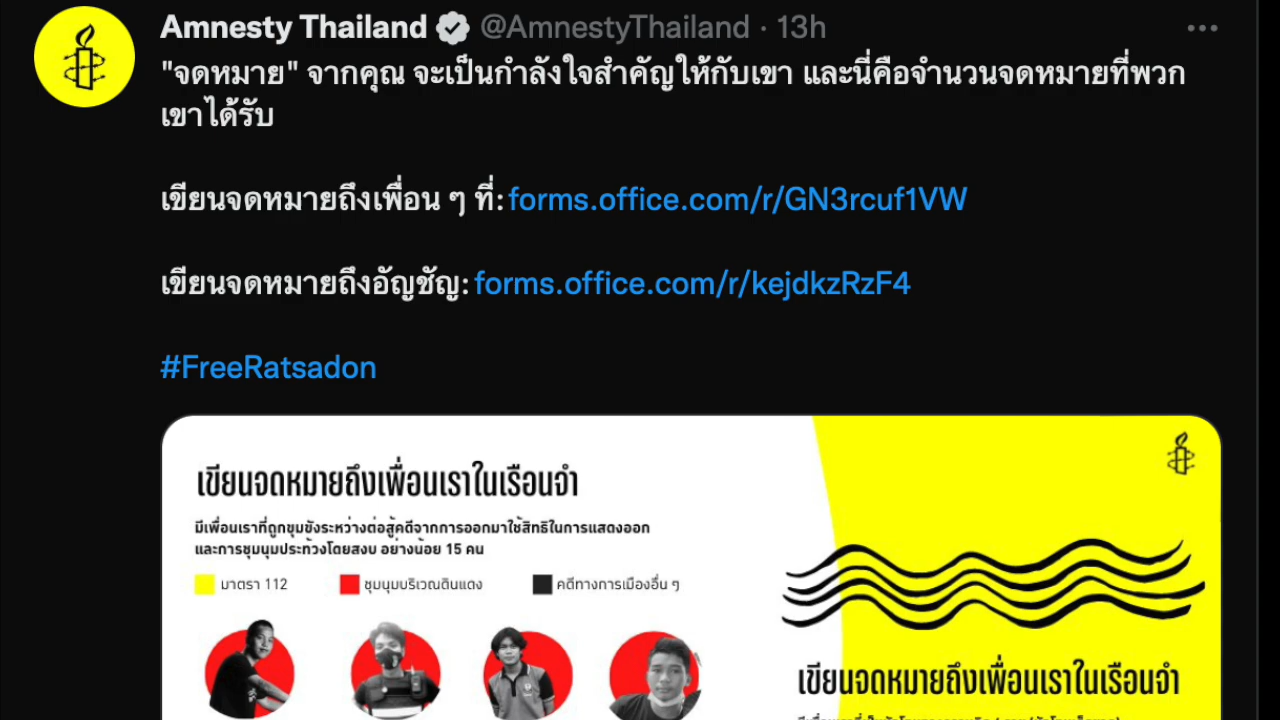 Amnesty Thailand @AmnestyThailand · 13h
"จดหมาย" จากคุณ จะเป็นกำลังใจสำคัญให้กับเขา และนี่คือจำนวนจดหมายที่พวก
เขาได้รับ
เขียนจดหมายถึงเพื่อน ๆ ที่: forms.office.com/r/GN3rcuf1VW
เขียนจดหมายถึงอัญชัญ: forms.office.com/r/kejdkzRzF4
#FreeRatsadon
เขียนจดหมายถึงเพื่อนเราในเรือนจำ
มีเพื่อนเราที่ถูกขุมขังระหว่างต่อสู้คดีจากการออกมาใช้สิทธิในการแสดงออก
และการชุมนุมประท้วงโดยสงบ อย่างน้อย 15 คน
มาตรา 112 ชุมนุมบริเวณดินแดง คดีทางการเมืองอื่น ๆ
เขียนจดหมายถึงเพื่อนเราในเรือนจำ